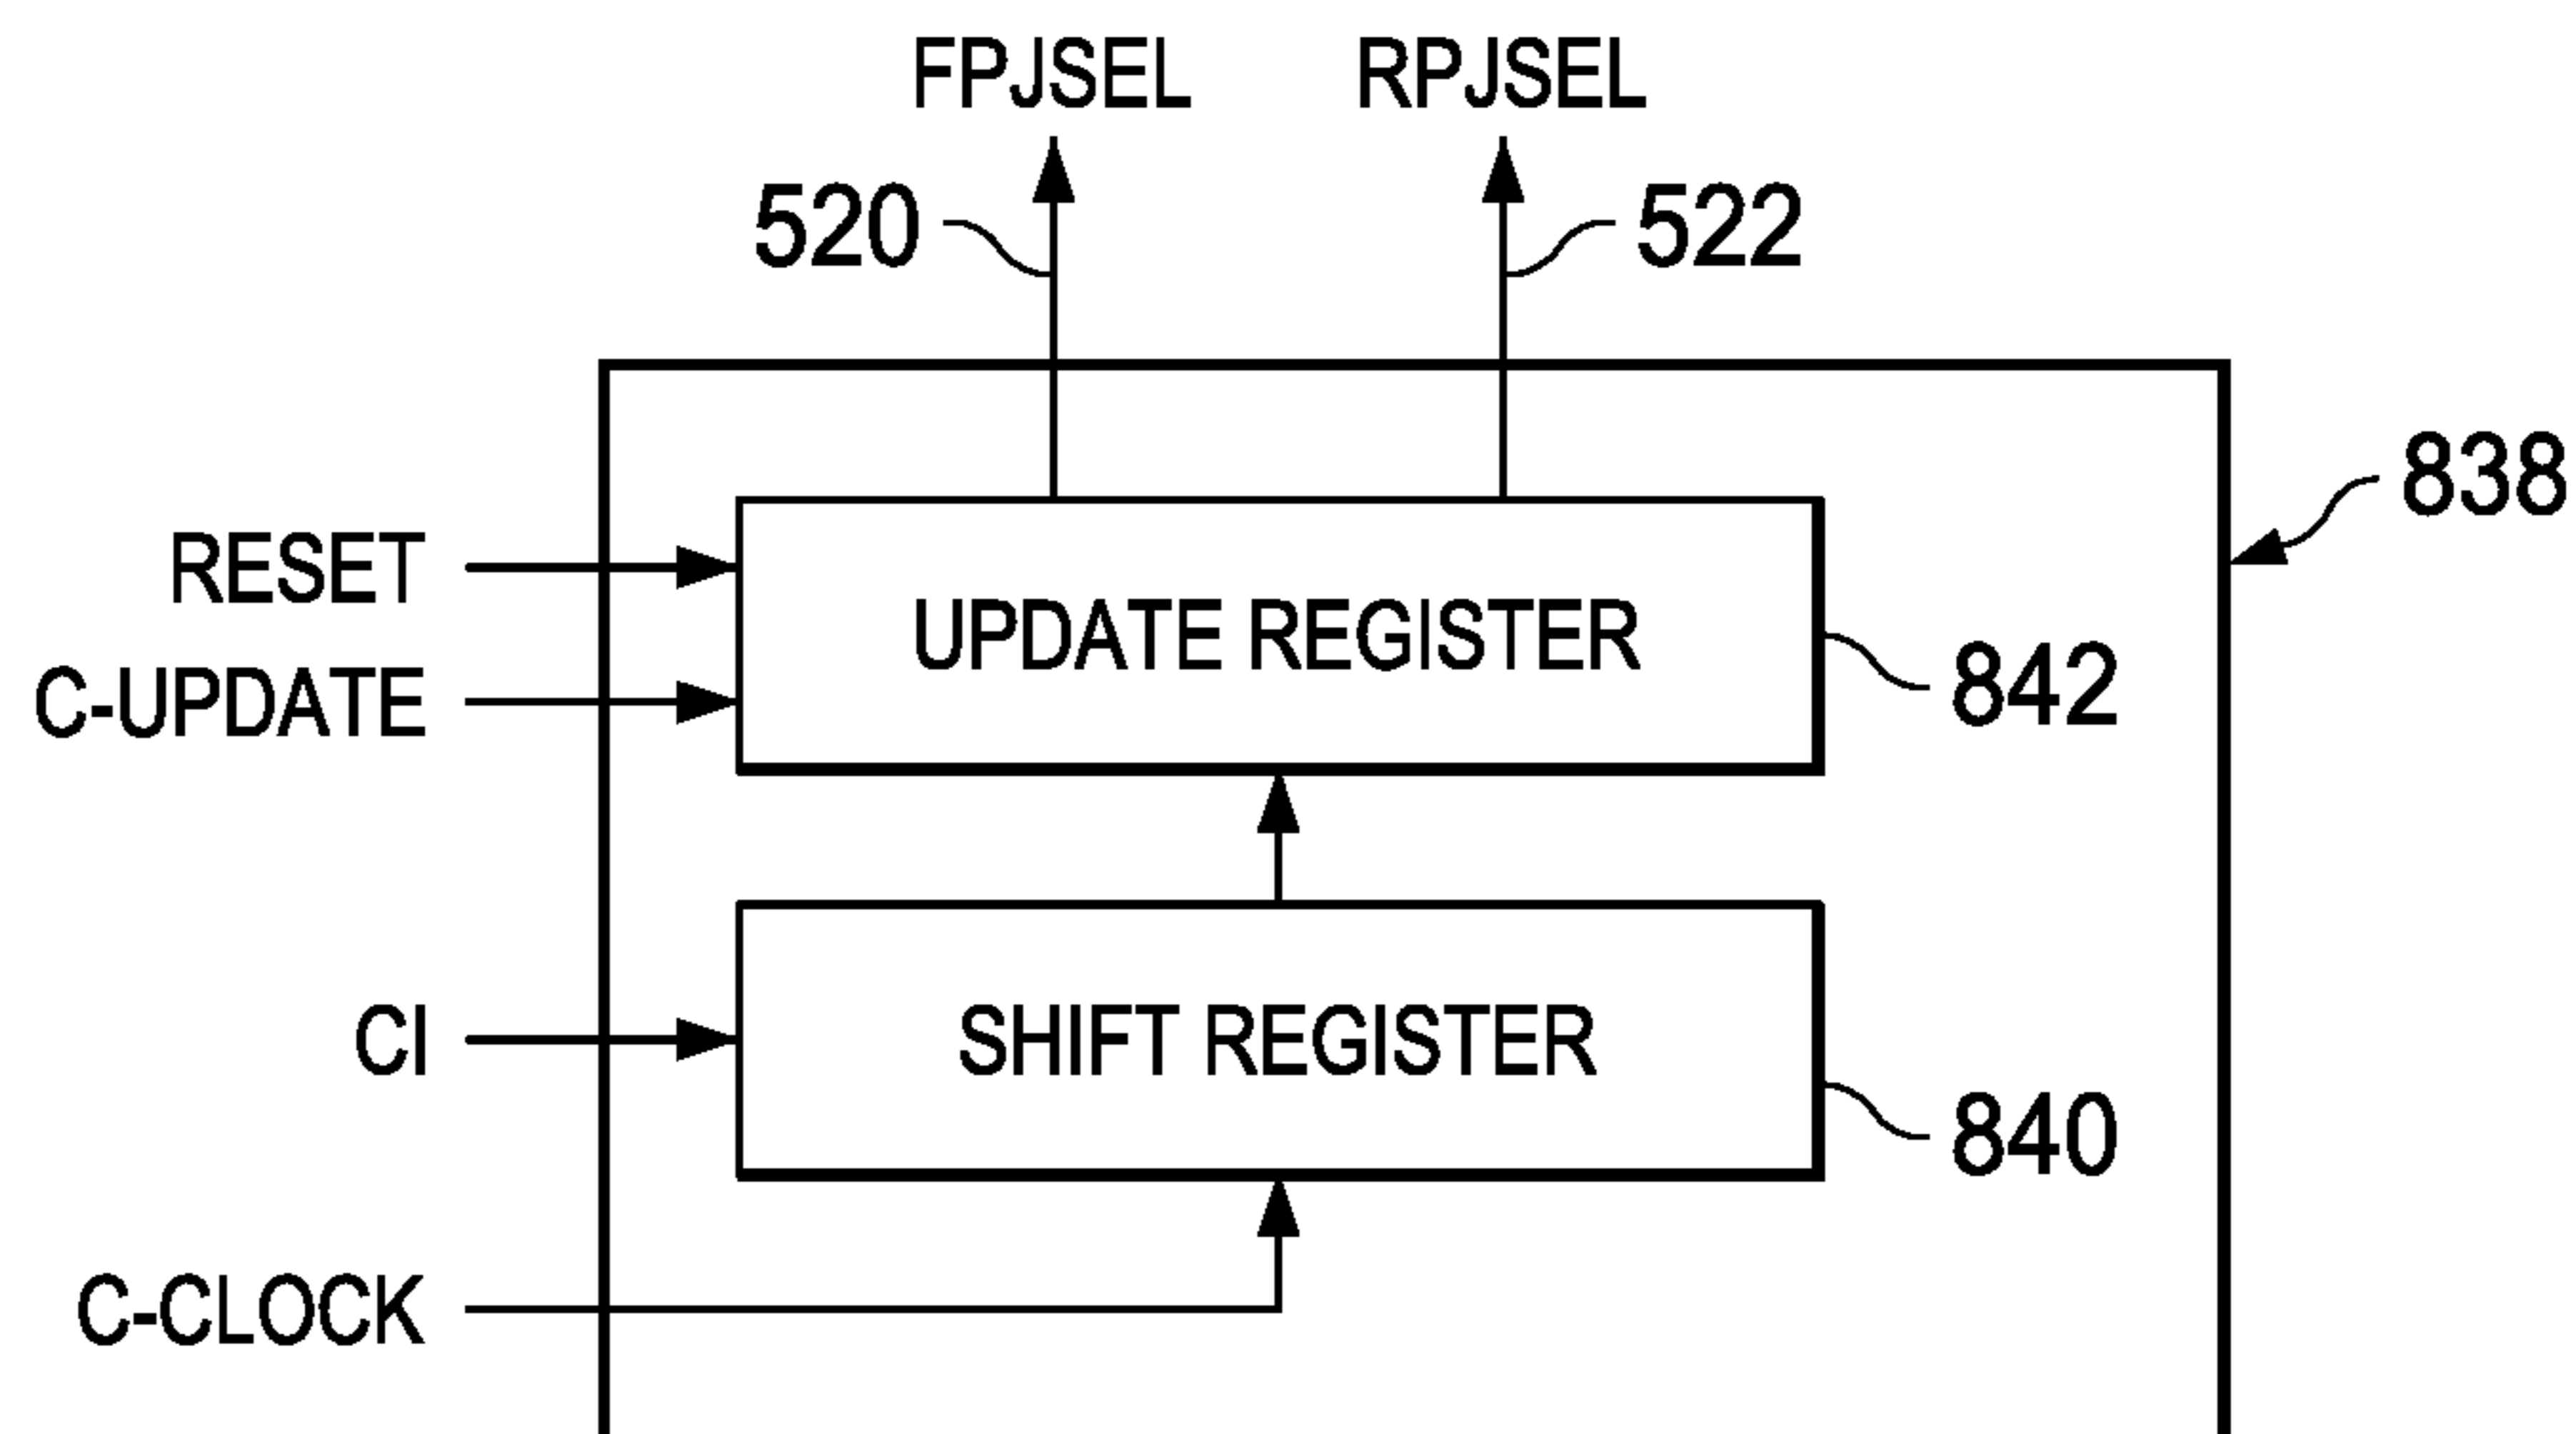 FPJSEL RPJSEL
520 522
838
RESET
UPDATE REGISTER
C-UPDATE
842
CI
SHIFT REGISTER
840
C-CLOCK